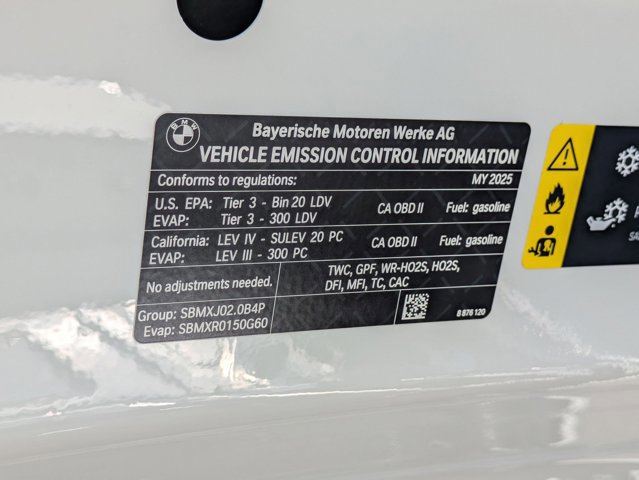 BMW
Bayerische Motoren Werke AG
VEHICLE EMISSION CONTROL INFORMATION
Conforms to regulations: MY 2025
U.S. EPA: Tier 3 - Bin 20 LDV CA OBD II Fuel: gasoline
EVAP: Tier 3 - 300 LDV
California: LEV IV - SULEV 20 PC CA OBD II Fuel: gasoline
EVAP: LEV III - 300 PC
No adjustments needed. TWC, GPF, WR-HO2S, HO2S,
DFI, MFI, TC, CAC
Group: SBMXJ02.0B4P
Evap: SBMXR0150G60
8 876 120